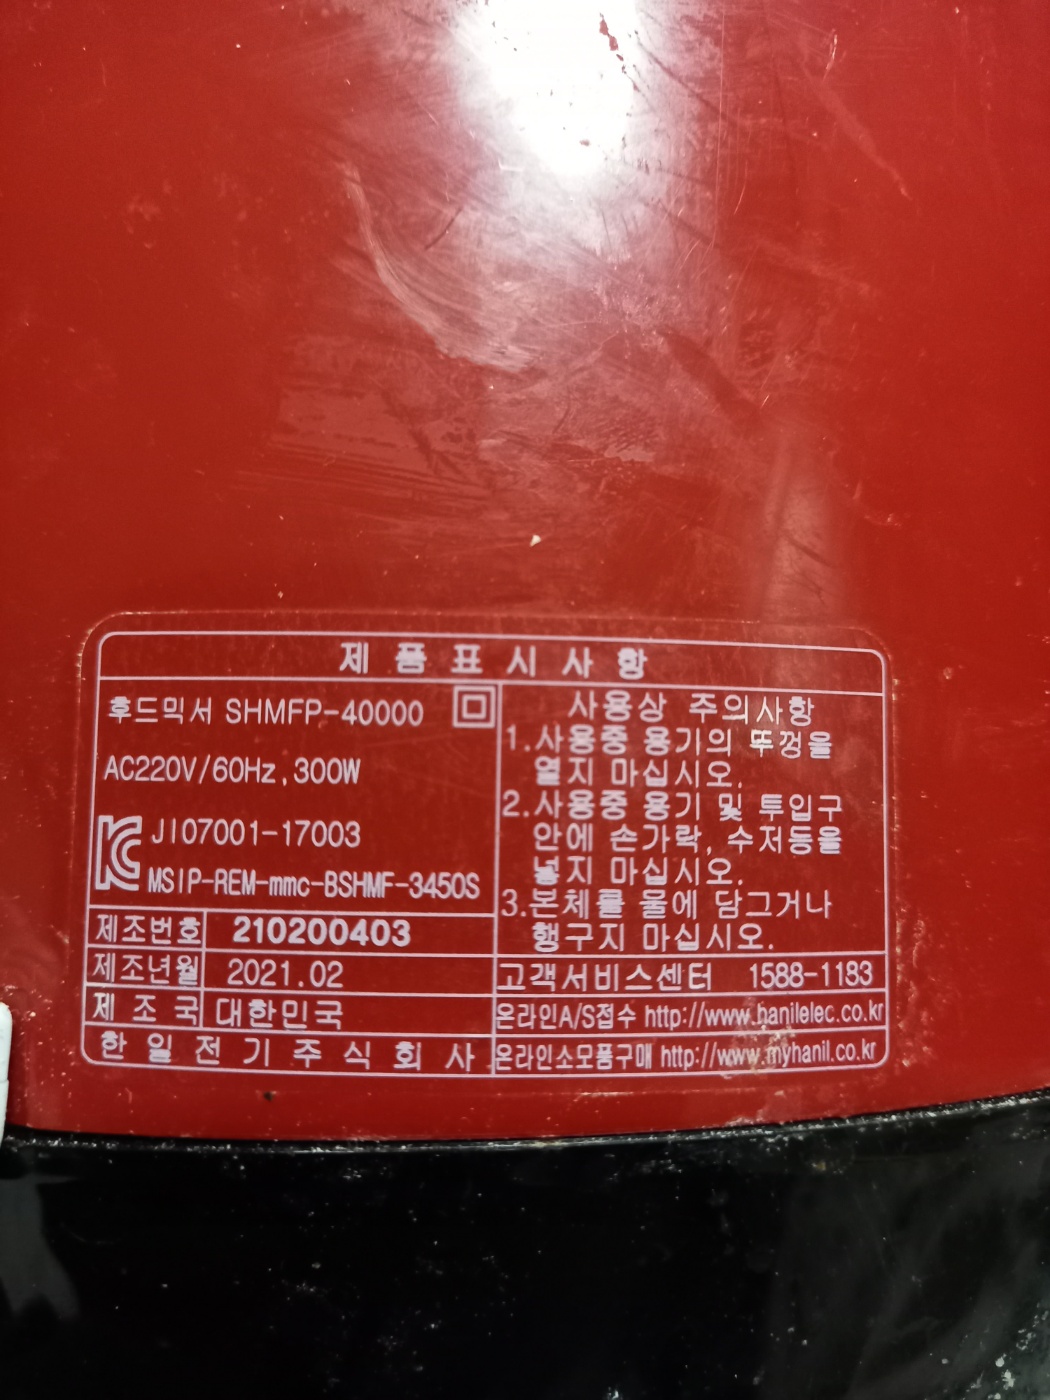 제품표시사항
후드믹서 SHMFP-40000
AC220V/60Hz, 300W
JI07001-17003
MSIP-REM-mmc-BSHMF-3450S
제조번호 210200403
제조년월 2021.02
제조국 대한민국
한일전기주식회사
사용상 주의사항
1.사용중 용기의 뚜껑을
열지 마십시오.
2.사용중 용기 및 투입구
안에 손가락, 수저등을
넣지 마십시오.
3.본체를 물에 담그거나
행구지 마십시오.
고객서비스센터 1588-1183
온라인A/S접수 http://www.hanilelec.co.kr
온라인소모품구매 http://www.myhanil.co.kr